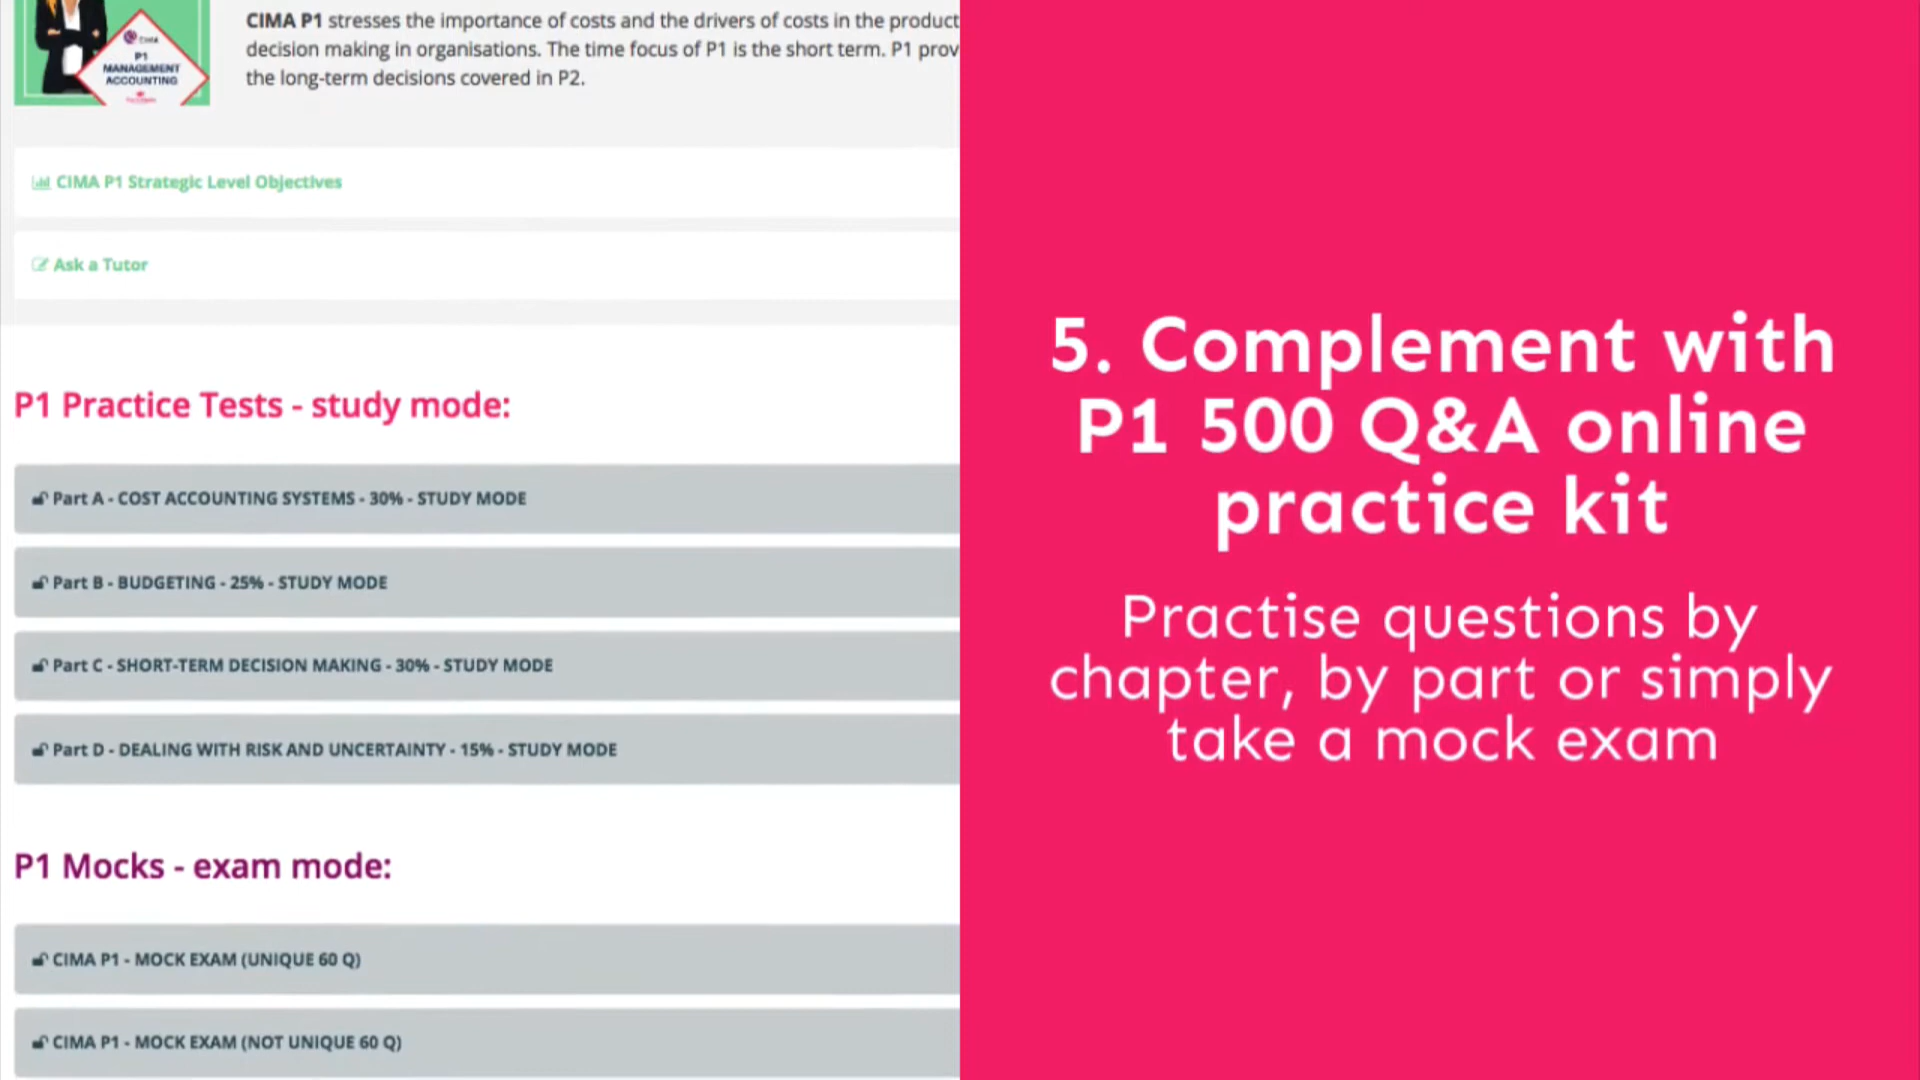 CIMA
P1
MANAGEMENT
ACCOUNTING
CIMA P1 stresses the importance of costs and the drivers of costs in the product
decision making in organisations. The time focus of P1 is the short term. P1 prov
the long-term decisions covered in P2.
CIMA P1 Strategic Level Objectives
Ask a Tutor
P1 Practice Tests - study mode:
Part A - COST ACCOUNTING SYSTEMS - 30% - STUDY MODE
Part B - BUDGETING - 25% - STUDY MODE
Part C - SHORT-TERM DECISION MAKING - 30% - STUDY MODE
Part D - DEALING WITH RISK AND UNCERTAINTY - 15% - STUDY MODE
P1 Mocks - exam mode:
CIMA P1 - MOCK EXAM (UNIQUE 60 Q)
CIMA P1 - MOCK EXAM (NOT UNIQUE 60 Q)
5. Complement with
P1 500 Q&A online
practice kit
Practise questions by
chapter, by part or simply
take a mock exam